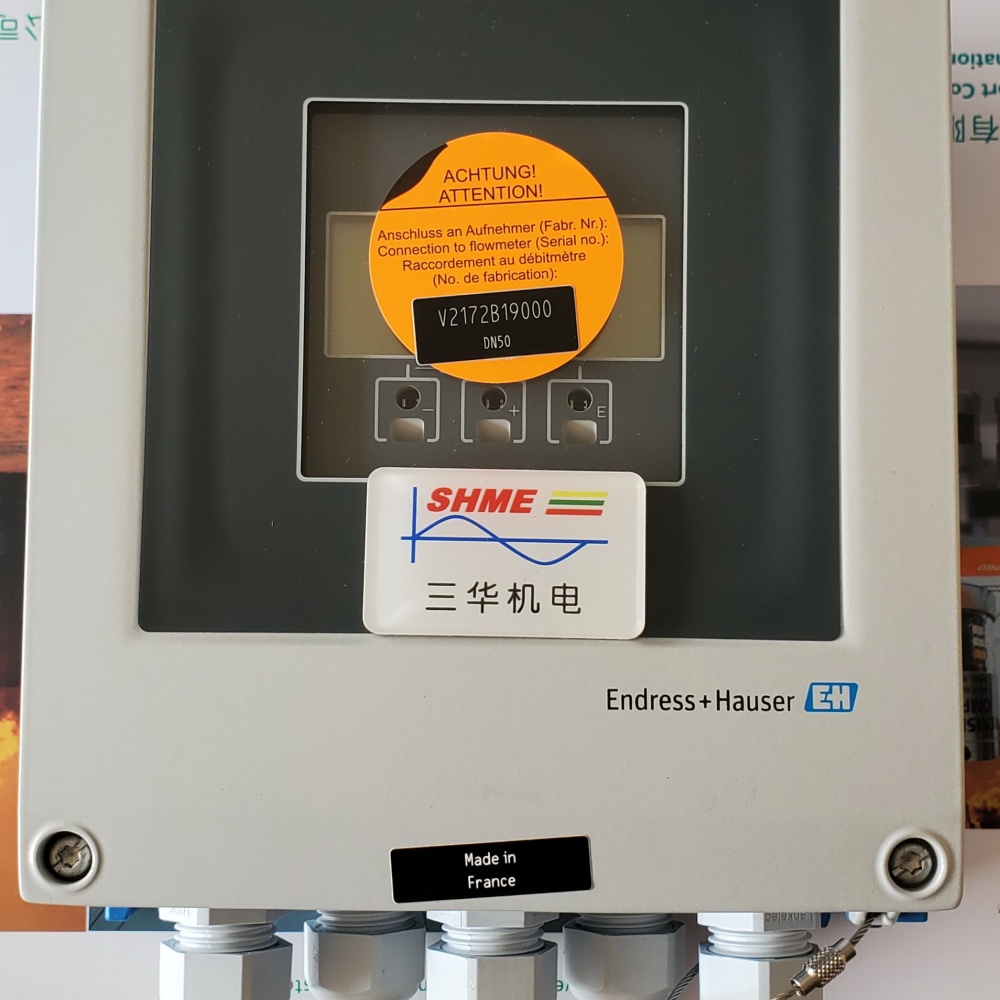 ACHTUNG!
ATTENTION!
Anschluss an Aufnehmer (Fabr. Nr.):
Connection to flowmeter (Serial no.):
Raccordement au débitmètre
(No. de fabrication):
V2172B19000
DN50
- + E
SHME
三华机电
Endress+Hauser EH
Made in
France